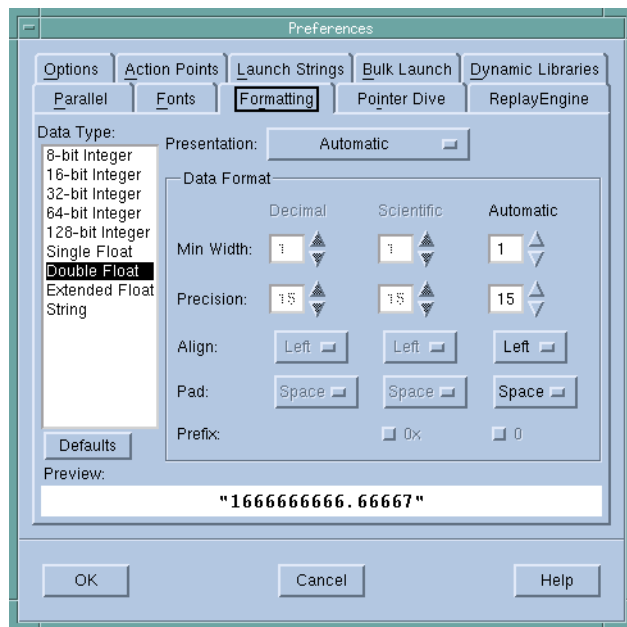 Preferences
Options Action Points Launch Strings Bulk Launch Dynamic Libraries
Parallel Fonts Formatting Pointer Dive ReplayEngine
Data Type:
8-bit Integer
16-bit Integer
32-bit Integer
64-bit Integer
128-bit Integer
Single Float
Double Float
Extended Float
String
Defaults
Presentation: Automatic
Data Format
Decimal Scientific Automatic
Min Width: 1 1 1
Precision: 15 15 15
Align: Left Left Left
Pad: Space Space Space
Prefix: 0x 0
Preview:
"1666666666.66667"
OK Cancel Help